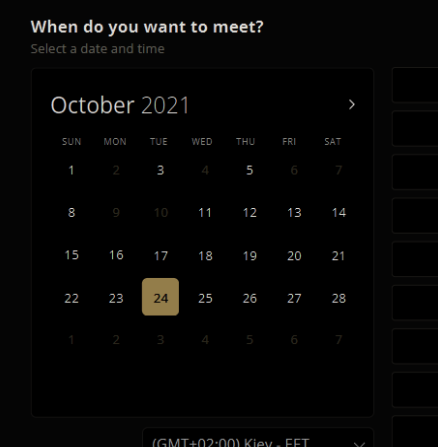 When do you want to meet?
Select a date and time
October 2021 >
SUN MON TUE WED THU FRI SAT
1 2 3 4 5 6 7
8 9 10 11 12 13 14
15 16 17 18 19 20 21
22 23 24 25 26 27 28
1 2 3 4 5 6 7
(GMT+02:00) Kiev - EET